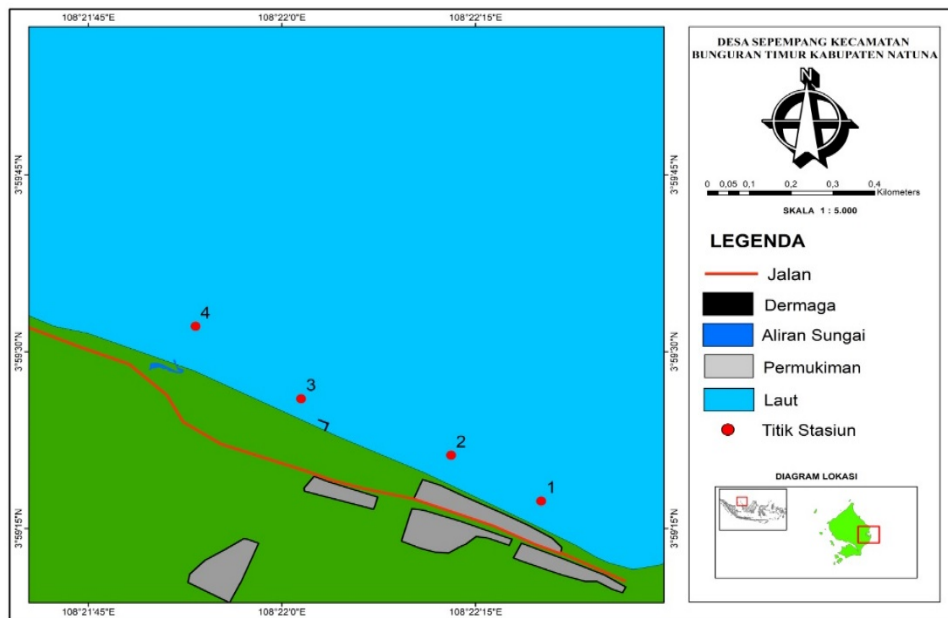 108°21'45"E
108°22'0"E
108°22'15"E
3°59'45"N
3°59'30"N
3°59'15"N
4
3
2
1
3°59'45"N
3°59'30"N
3°59'15"N
108°21'45"E
108°22'0"E
108°22'15"E
DESA SEPEMPANG KECAMATAN
BUNGURAN TIMUR KABUPATEN NATUNA
N
0 0,05 0,1 0,2 0,3 0,4
Kilometers
SKALA 1 : 5.000
LEGENDA
Jalan
Dermaga
Aliran Sungai
Permukiman
Laut
Titik Stasiun
DIAGRAM LOKASI